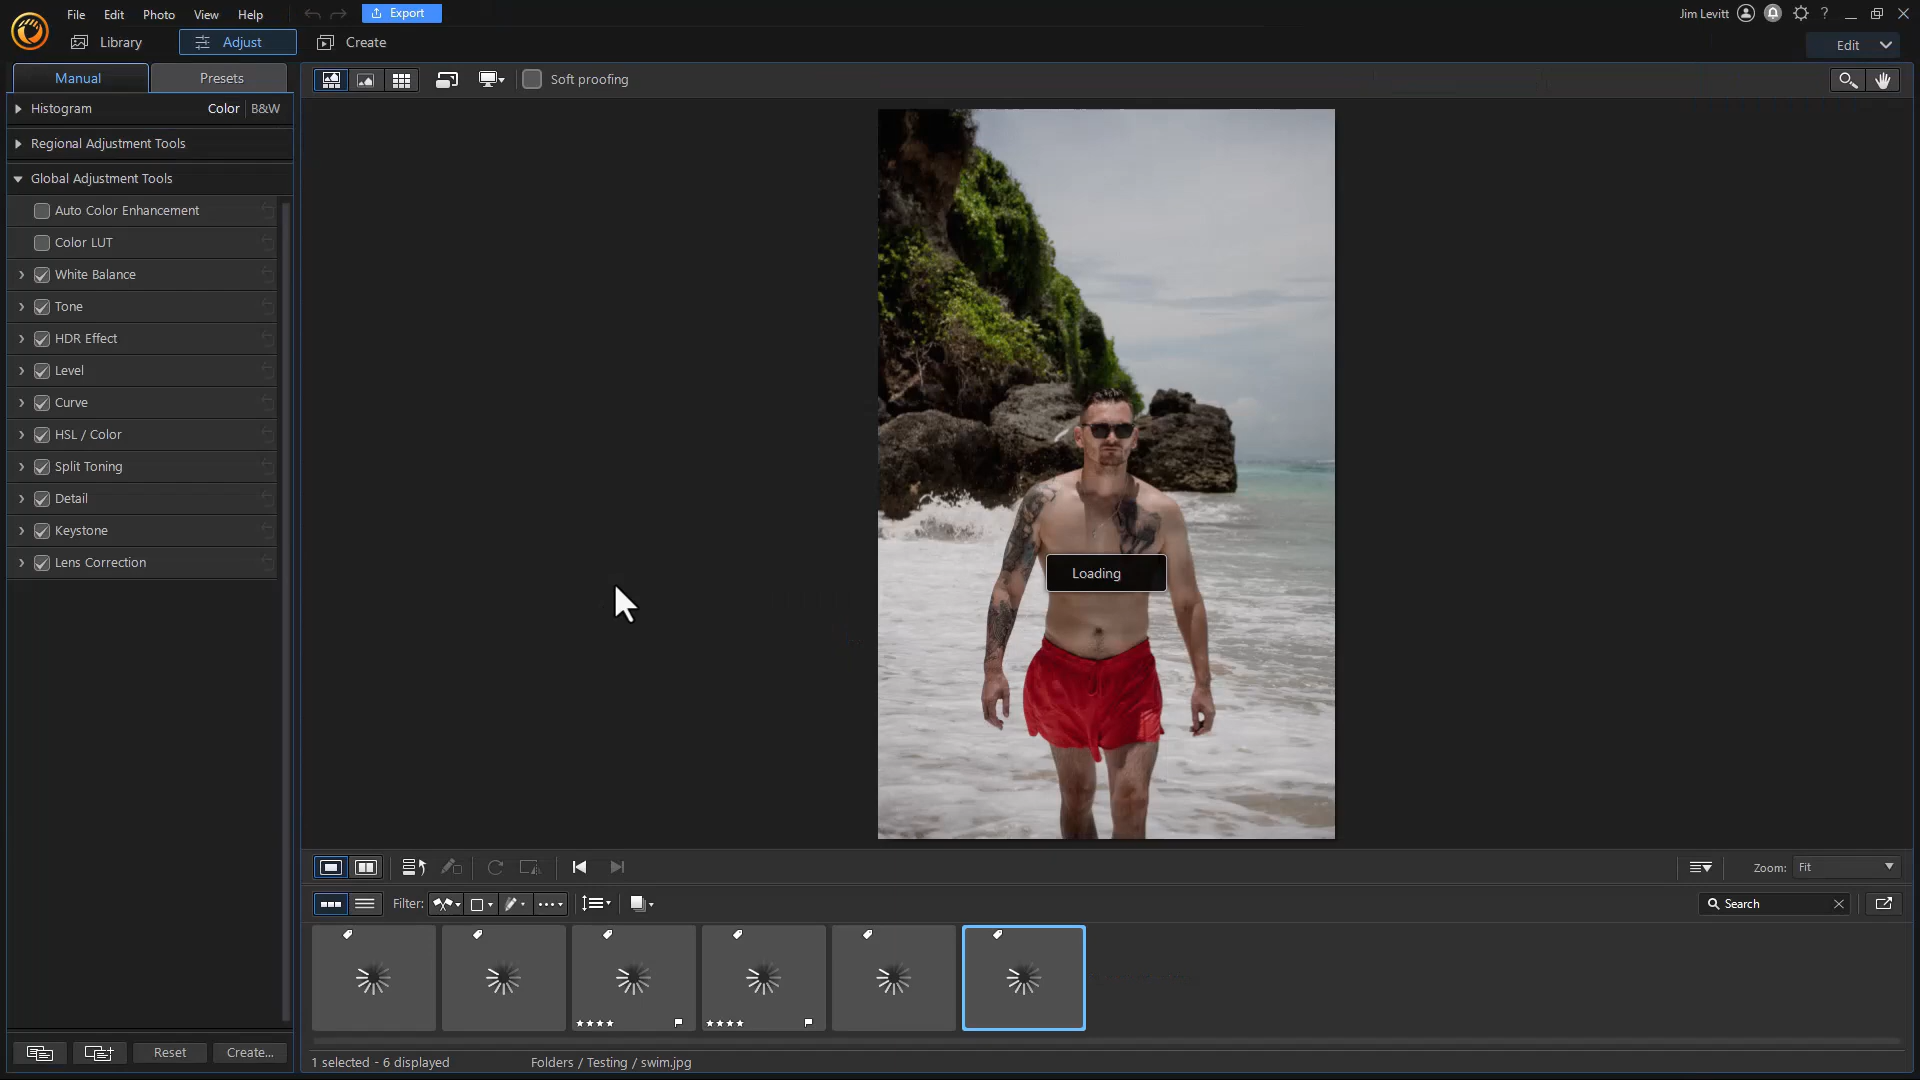 File Edit Photo View Help Export Jim Levitt ?
Library Adjust Create Edit
Manual Presets Soft proofing
Histogram Color B&W
Regional Adjustment Tools
Global Adjustment Tools
Auto Color Enhancement
Color LUT
White Balance
Tone
HDR Effect
Level
Curve
HSL / Color
Split Toning
Detail
Keystone
Lens Correction
Loading
Zoom: Fit
Filter: Search
Reset Create...
1 selected - 6 displayed Folders / Testing / swim.jpg